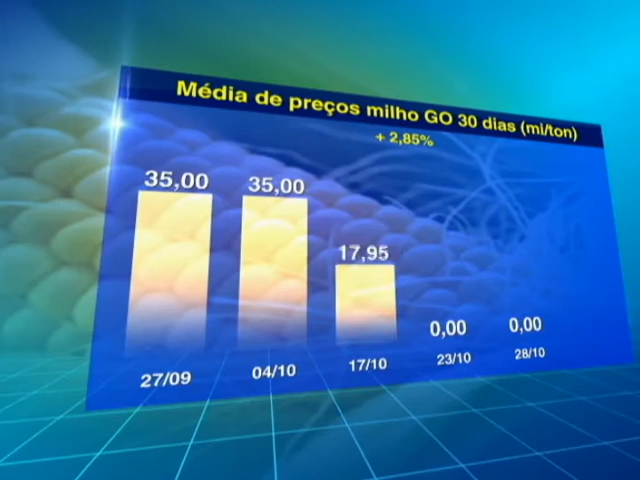 Média de preços milho GO 30 dias (mi/ton)
+ 2,85%
35,00 35,00 17,95 0,00 0,00
27/09 04/10 17/10 23/10 28/10